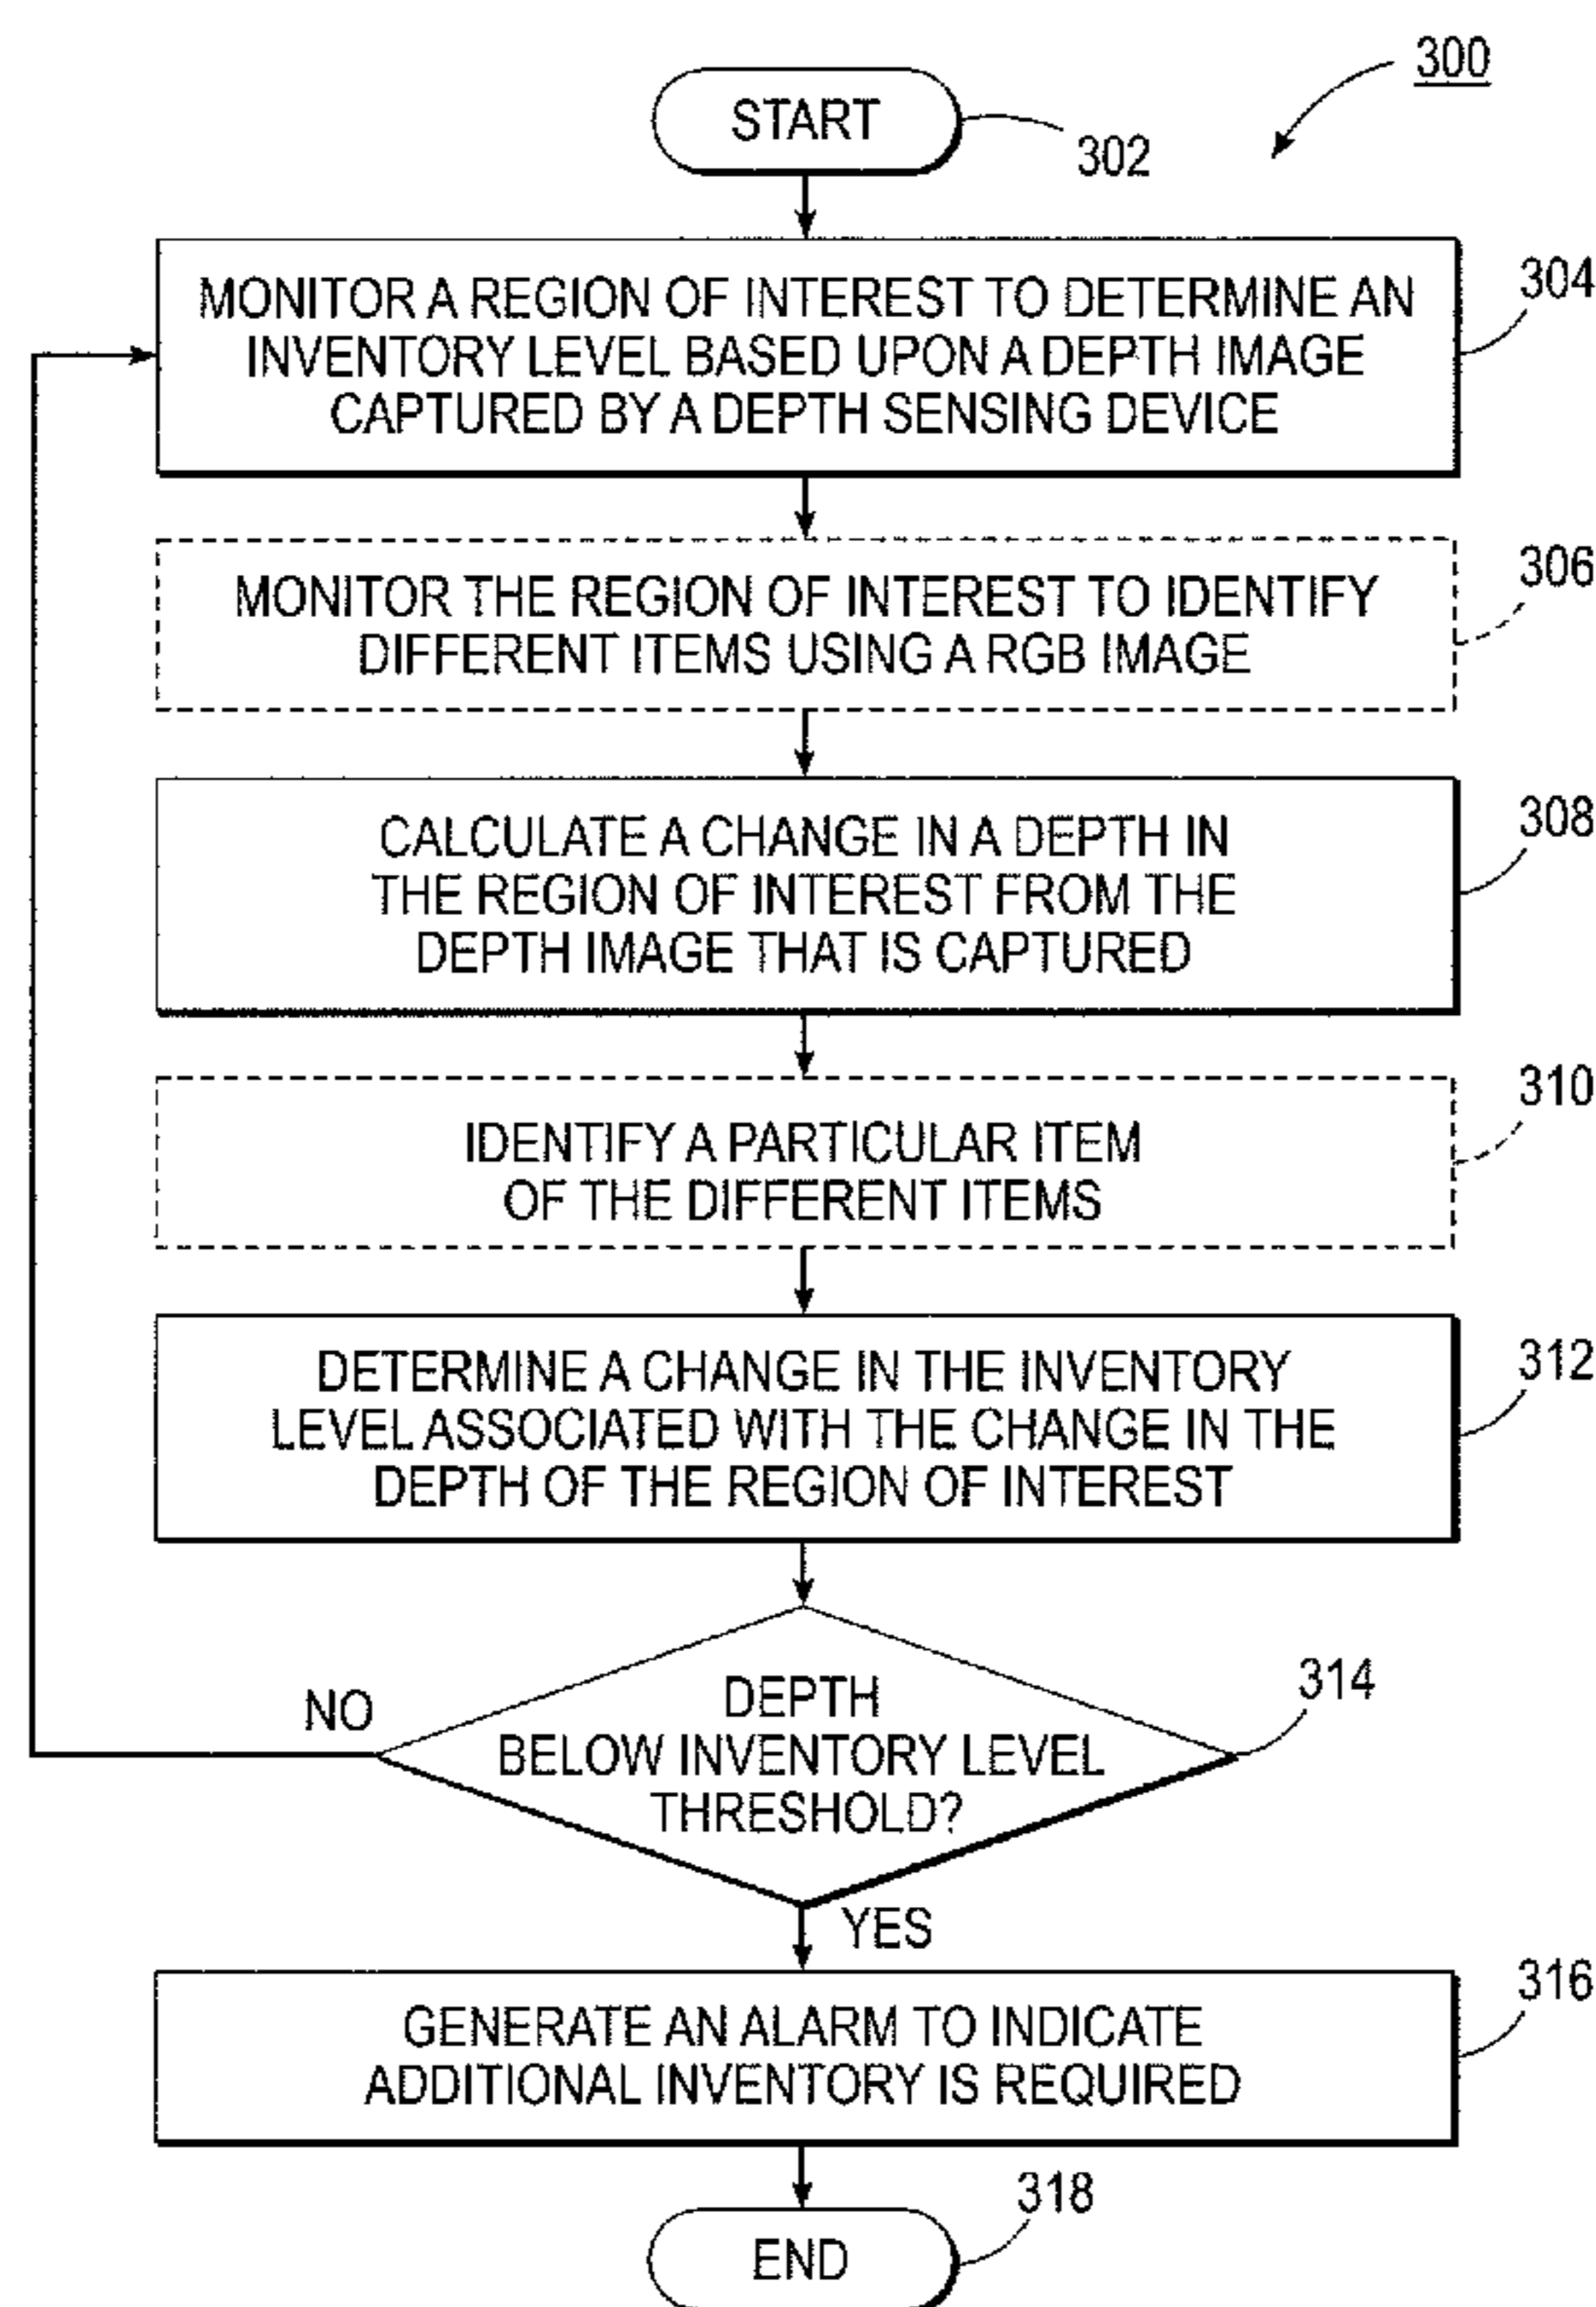 300
START
302
MONITOR A REGION OF INTEREST TO DETERMINE AN
INVENTORY LEVEL BASED UPON A DEPTH IMAGE
CAPTURED BY A DEPTH SENSING DEVICE
304
MONITOR THE REGION OF INTEREST TO IDENTIFY
DIFFERENT ITEMS USING A RGB IMAGE
306
CALCULATE A CHANGE IN A DEPTH IN
THE REGION OF INTEREST FROM THE
DEPTH IMAGE THAT IS CAPTURED
308
IDENTIFY A PARTICULAR ITEM
OF THE DIFFERENT ITEMS
310
DETERMINE A CHANGE IN THE INVENTORY
LEVEL ASSOCIATED WITH THE CHANGE IN THE
DEPTH OF THE REGION OF INTEREST
312
DEPTH
BELOW INVENTORY LEVEL
THRESHOLD?
314
NO
YES
GENERATE AN ALARM TO INDICATE
ADDITIONAL INVENTORY IS REQUIRED
316
END
318